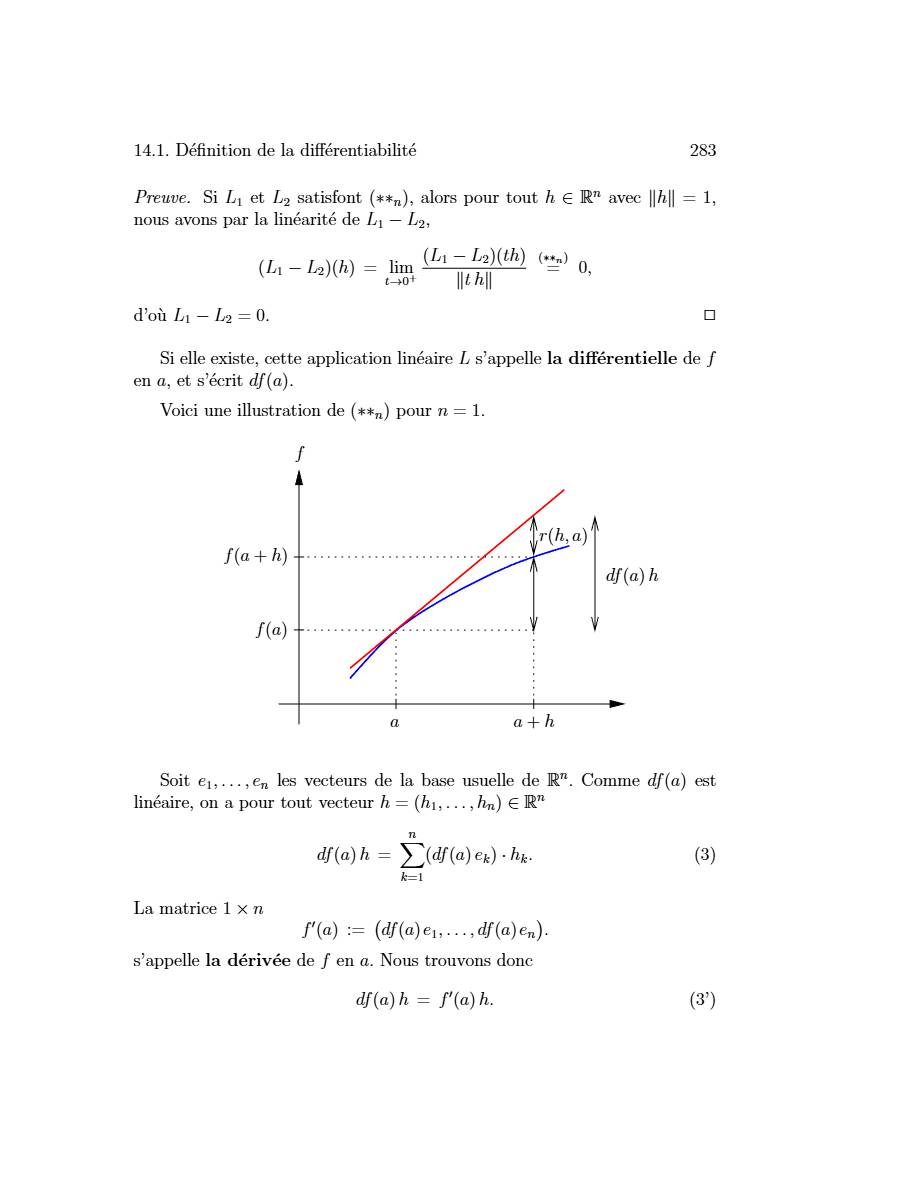 14.1. Définition de la différentiabilité 283
Preuve. Si L₁ et L₂ satisfont (∗∗ₙ), alors pour tout h ∈ ℝⁿ avec ‖h‖ = 1,
nous avons par la linéarité de L₁ − L₂,
(L₁ − L₂)(h) = lim_{t→0⁺} (L₁ − L₂)(th) / ‖t h‖ =^{(∗∗ₙ)} 0,
d'où L₁ − L₂ = 0. □
Si elle existe, cette application linéaire L s'appelle la différentielle de f
en a, et s'écrit df(a).
Voici une illustration de (∗∗ₙ) pour n = 1.
f
r(h, a)
f(a + h)
df(a) h
f(a)
a
a + h
Soit e₁, . . . , eₙ les vecteurs de la base usuelle de ℝⁿ. Comme df(a) est
linéaire, on a pour tout vecteur h = (h₁, . . . , hₙ) ∈ ℝⁿ
df(a) h = ∑_{k=1}^{n} (df(a) eₖ) · hₖ. (3)
La matrice 1 × n
f′(a) := (df(a) e₁, . . . , df(a) eₙ).
s'appelle la dérivée de f en a. Nous trouvons donc
df(a) h = f′(a) h. (3')